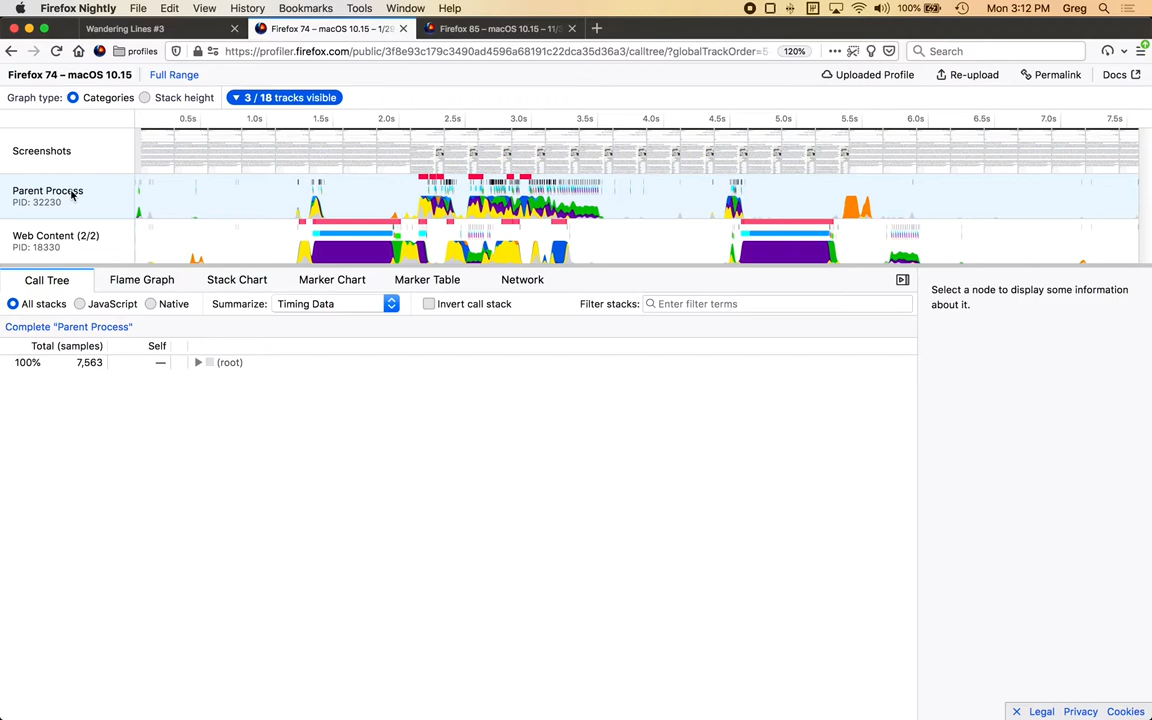 Firefox Nightly File Edit View History Bookmarks Tools Window Help 100% Mon 3:12 PM Greg
Wandering Lines #3 Firefox 74 – macOS 10.15 – 1/29 Firefox 85 – macOS 10.15 – 11/3
profiles https://profiler.firefox.com/public/3f8e93c179c3490ad4596a68191c22dca35d36a3/calltree/?globalTrackOrder=5 120% Search
Firefox 74 – macOS 10.15 Full Range Uploaded Profile Re-upload Permalink Docs
Graph type: Categories Stack height 3 / 18 tracks visible
0.5s 1.0s 1.5s 2.0s 2.5s 3.0s 3.5s 4.0s 4.5s 5.0s 5.5s 6.0s 6.5s 7.0s 7.5s
Screenshots
Parent Process
PID: 32230
Web Content (2/2)
PID: 18330
Call Tree Flame Graph Stack Chart Marker Chart Marker Table Network
All stacks JavaScript Native Summarize: Timing Data Invert call stack Filter stacks: Enter filter terms
Complete "Parent Process"
Total (samples) Self
100% 7,563 — (root)
Select a node to display some information
about it.
Legal Privacy Cookies